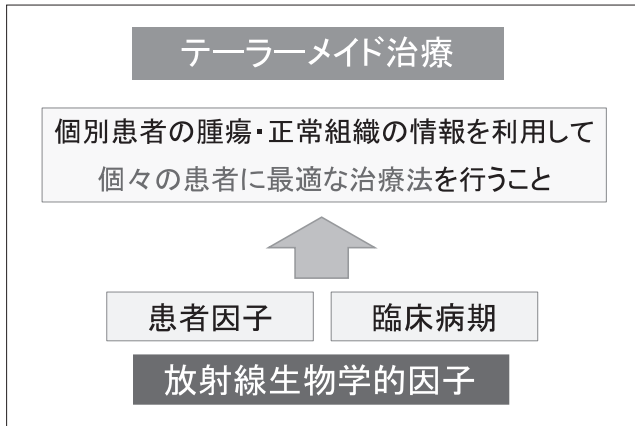 テーラーメイド治療
個別患者の腫瘍・正常組織の情報を利用して
個々の患者に最適な治療法を行うこと
患者因子
臨床病期
放射線生物学的因子